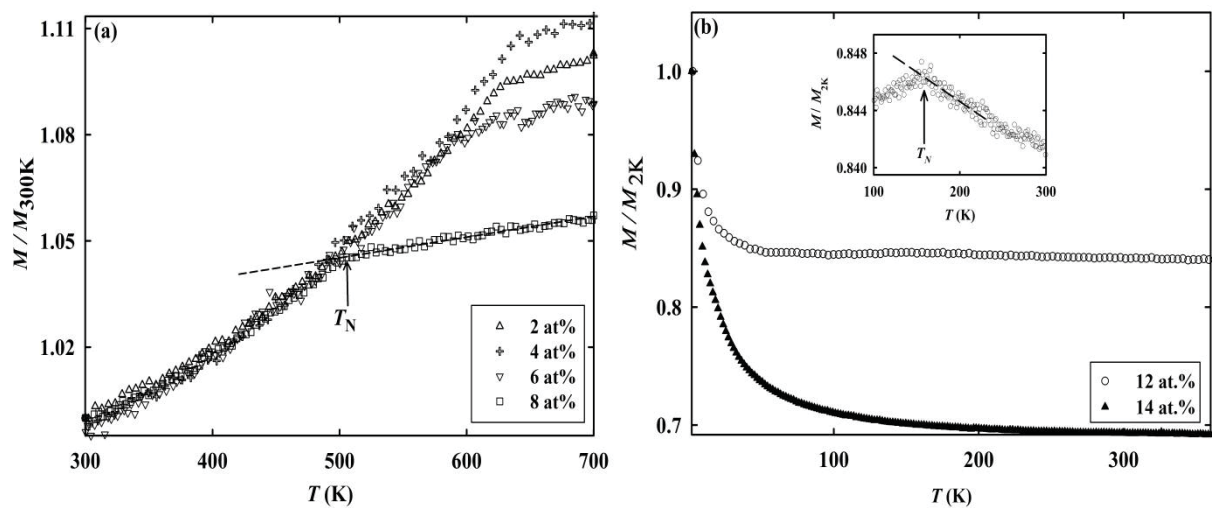 (a)
1.11
1.08
1.05
1.02
M / M300K
300 400 500 600 700
T (K)
TN
2 at%
4 at%
6 at%
8 at%
(b)
1.0
0.9
0.8
0.7
M / M2K
100 200 300
T (K)
12 at.%
14 at.%
0.848
0.844
0.840
M / M2K
TN
100 200 300
T (K)